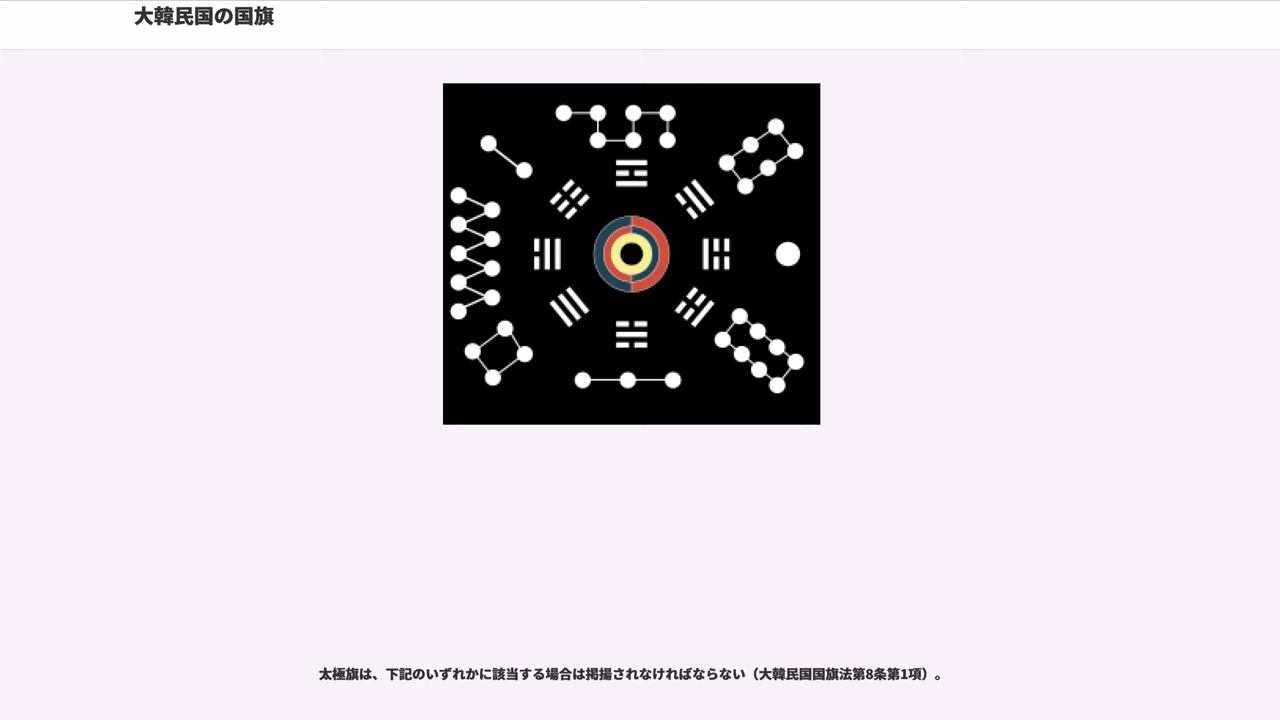 大韓民国の国旗
太極旗は、下記のいずれかに該当する場合は掲揚されなければならない（大韓民国国旗法第8条第1項）。